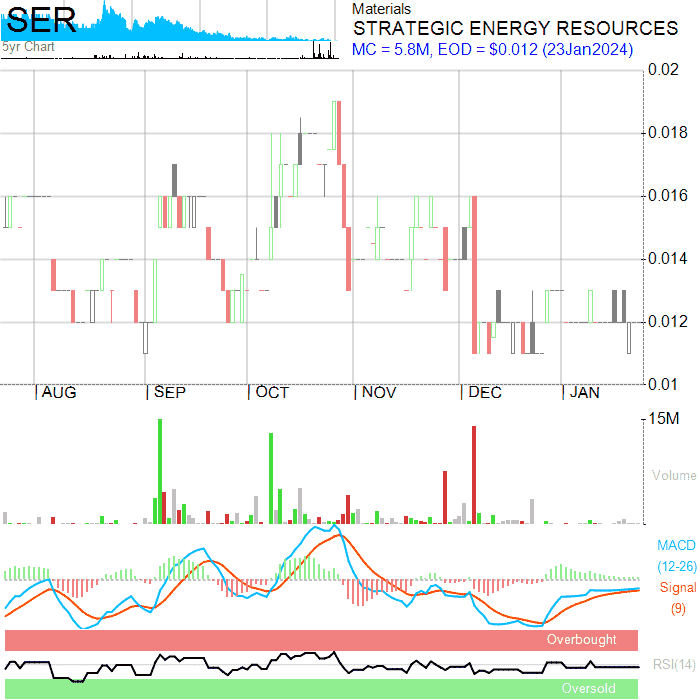 SER
5yr Chart
Materials
STRATEGIC ENERGY RESOURCES
MC = 5.8M, EOD = $0.012 (23Jan2024)
0.02
0.018
0.016
0.014
0.012
0.01
AUG SEP OCT NOV DEC JAN
15M
Volume
MACD
(12-26)
Signal
(9)
Overbought
RSI(14)
Oversold